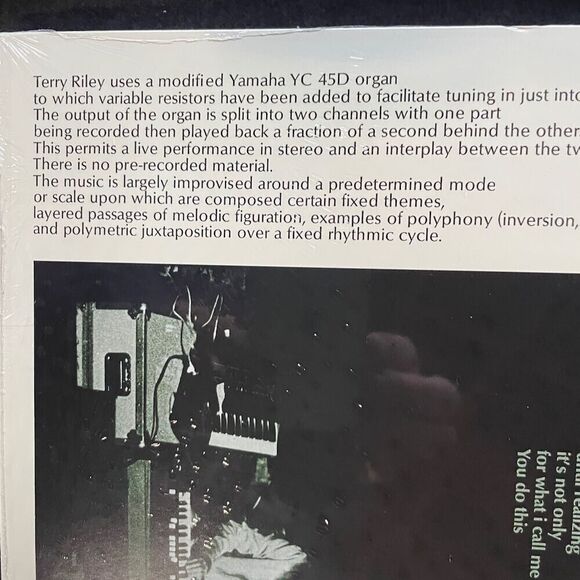 Terry Riley uses a modified Yamaha YC 45D organ
to which variable resistors have been added to facilitate tuning in just
The output of the organ is split into two channels with one part
being recorded then played back a fraction of a second behind the other
This permits a live performance in stereo and an interplay between the
There is no pre-recorded material.
The music is largely improvised around a predetermined mode
or scale upon which are composed certain fixed themes,
layered passages of melodic figuration, examples of polyphony (inversion,
and polymetric juxtaposition over a fixed rhythmic cycle.
it's not only
for what i call me
You do this